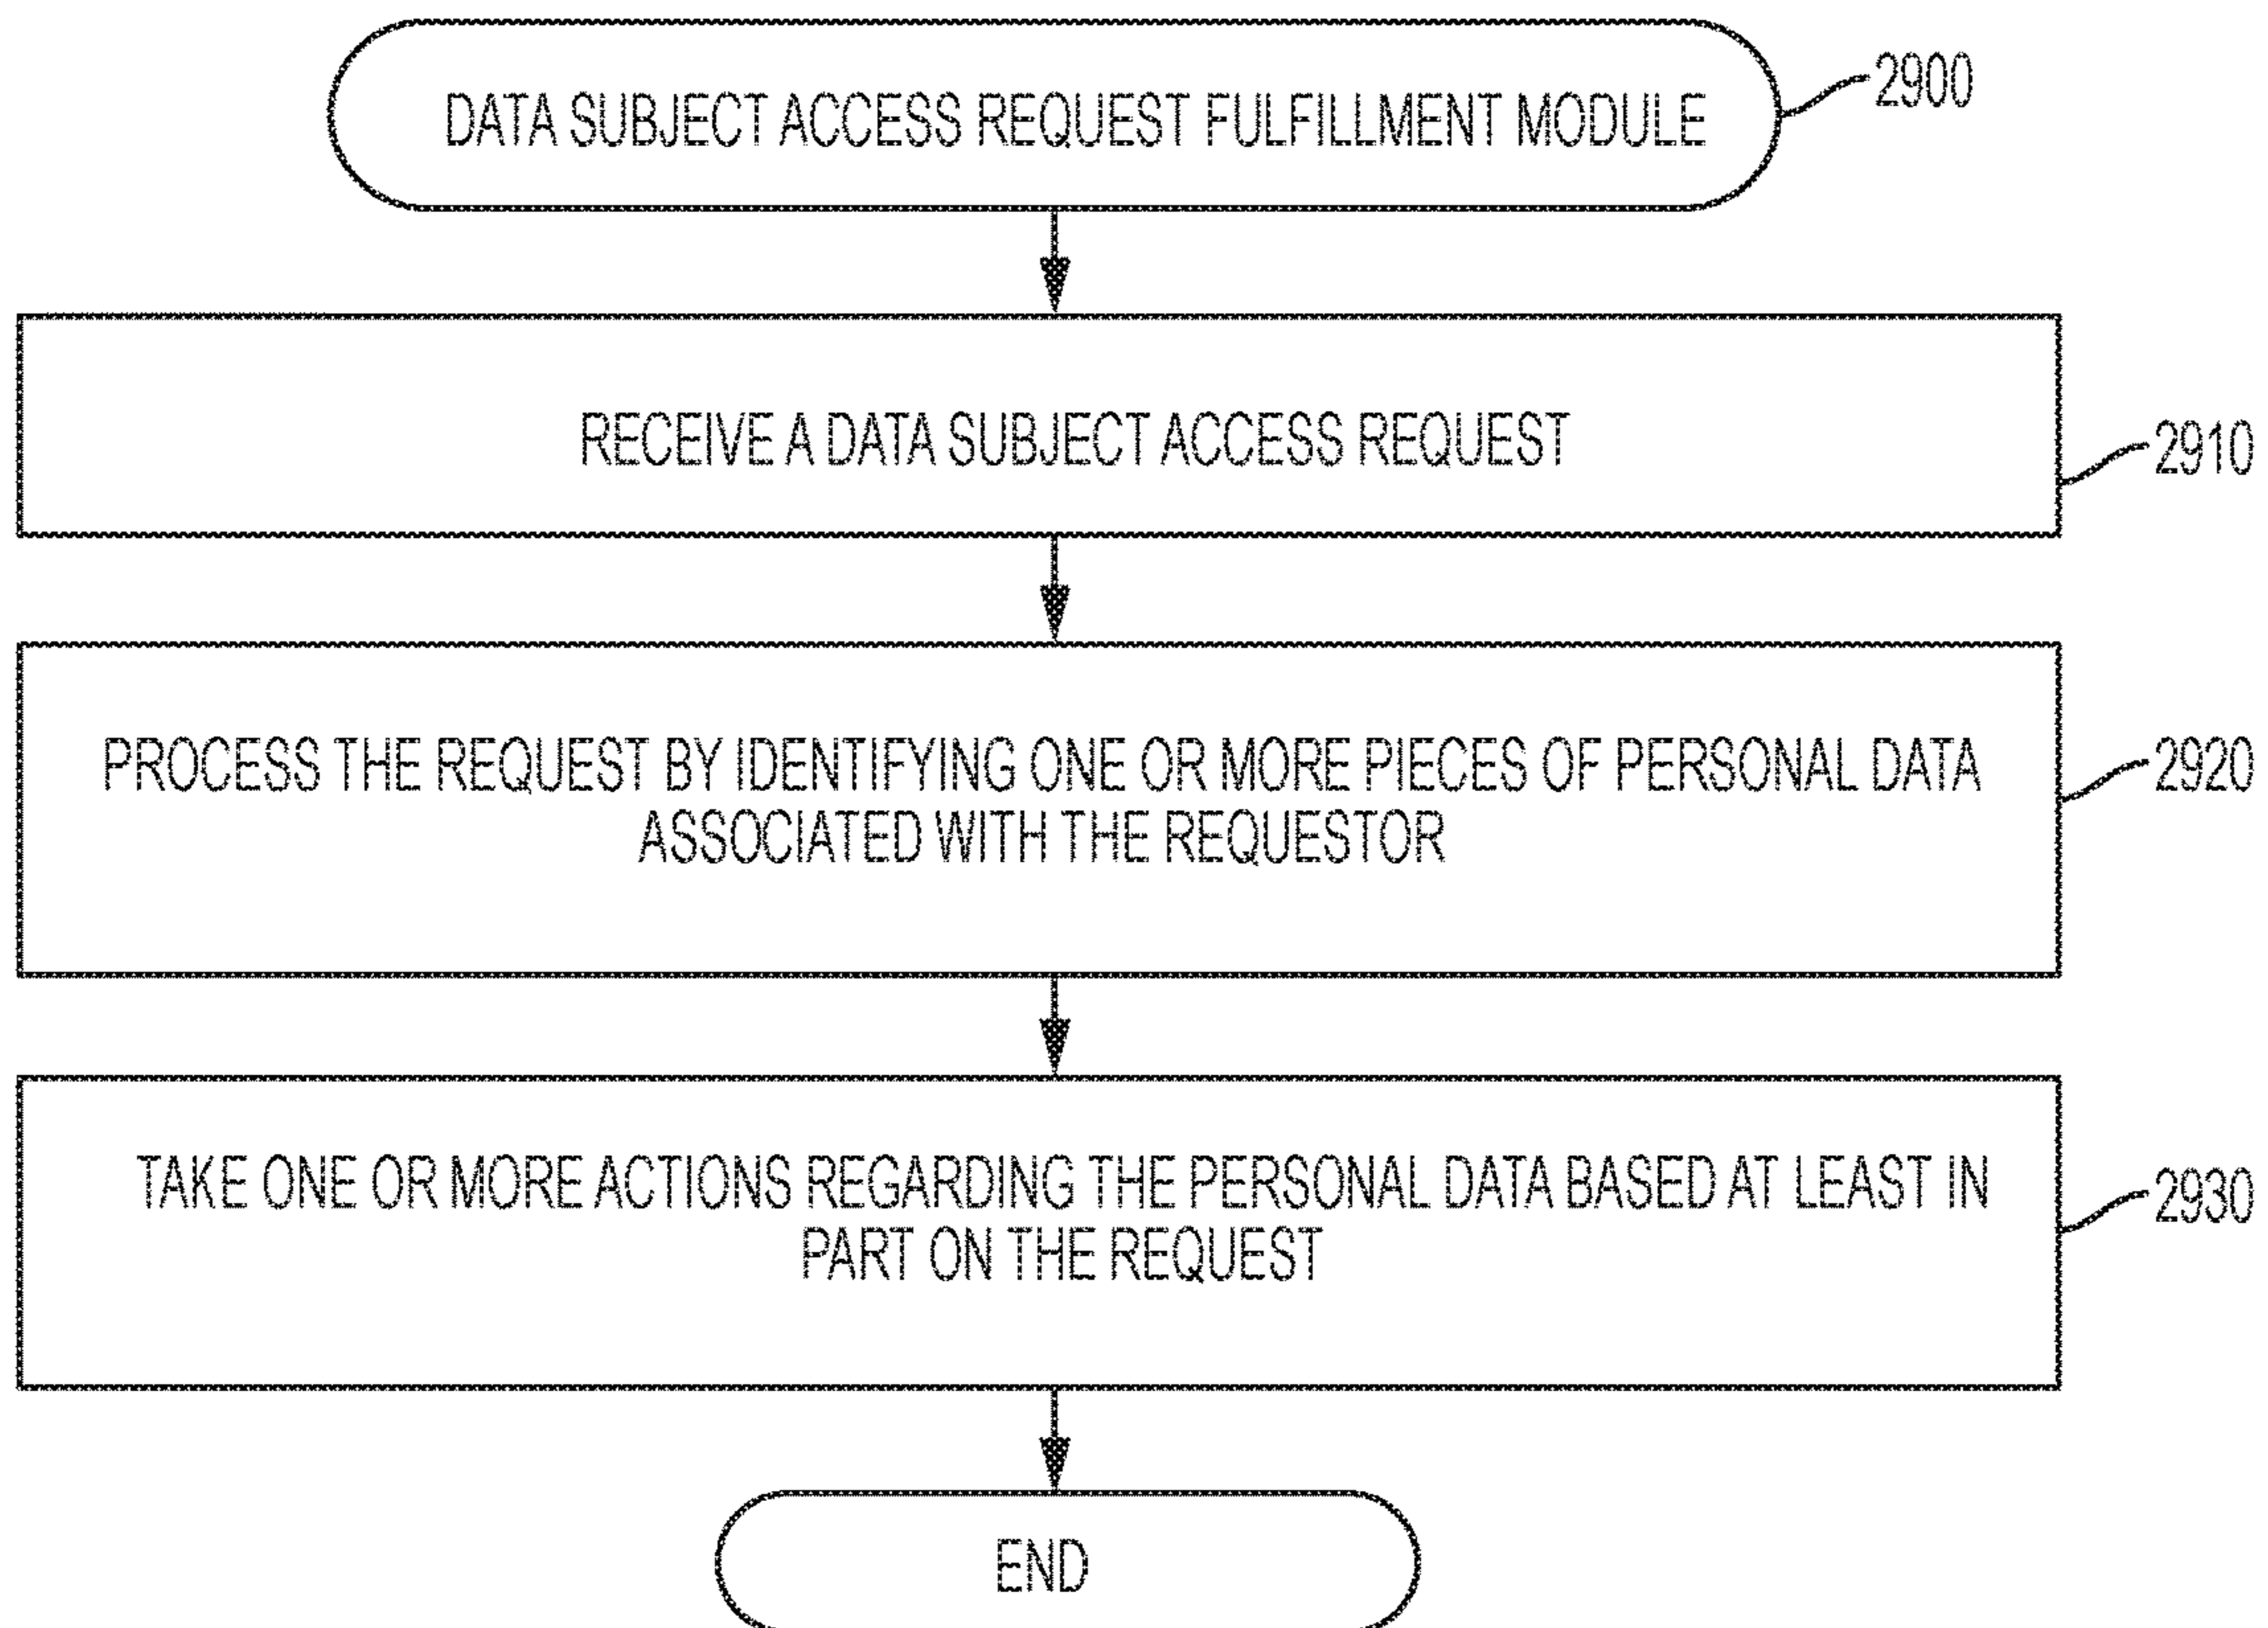 DATA SUBJECT ACCESS REQUEST FULFILLMENT MODULE
2900
RECEIVE A DATA SUBJECT ACCESS REQUEST
2910
PROCESS THE REQUEST BY IDENTIFYING ONE OR MORE PIECES OF PERSONAL DATA
ASSOCIATED WITH THE REQUESTOR
2920
TAKE ONE OR MORE ACTIONS REGARDING THE PERSONAL DATA BASED AT LEAST IN
PART ON THE REQUEST
2930
END